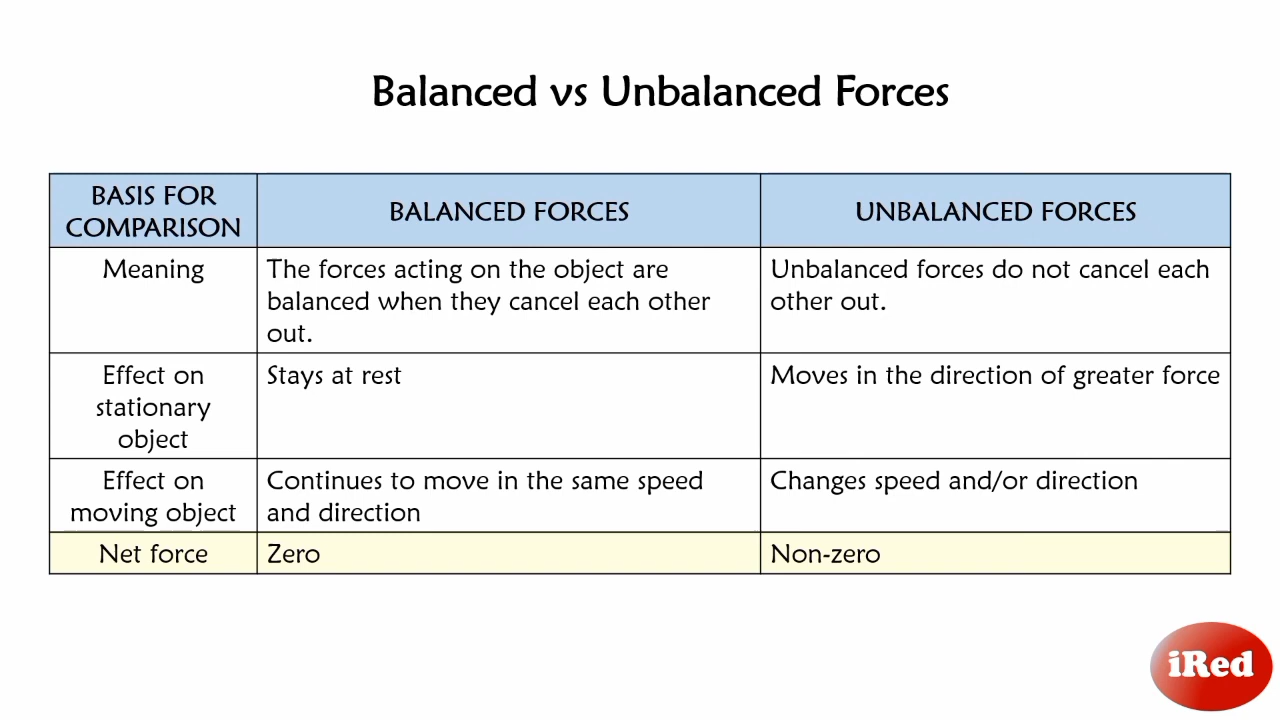 Balanced vs Unbalanced Forces
BASIS FOR
COMPARISON
BALANCED FORCES
UNBALANCED FORCES
Meaning
The forces acting on the object are
balanced when they cancel each other
out.
Unbalanced forces do not cancel each
other out.
Effect on
stationary
object
Stays at rest
Moves in the direction of greater force
Effect on
moving object
Continues to move in the same speed
and direction
Changes speed and/or direction
Net force
Zero
Non-zero
iRed